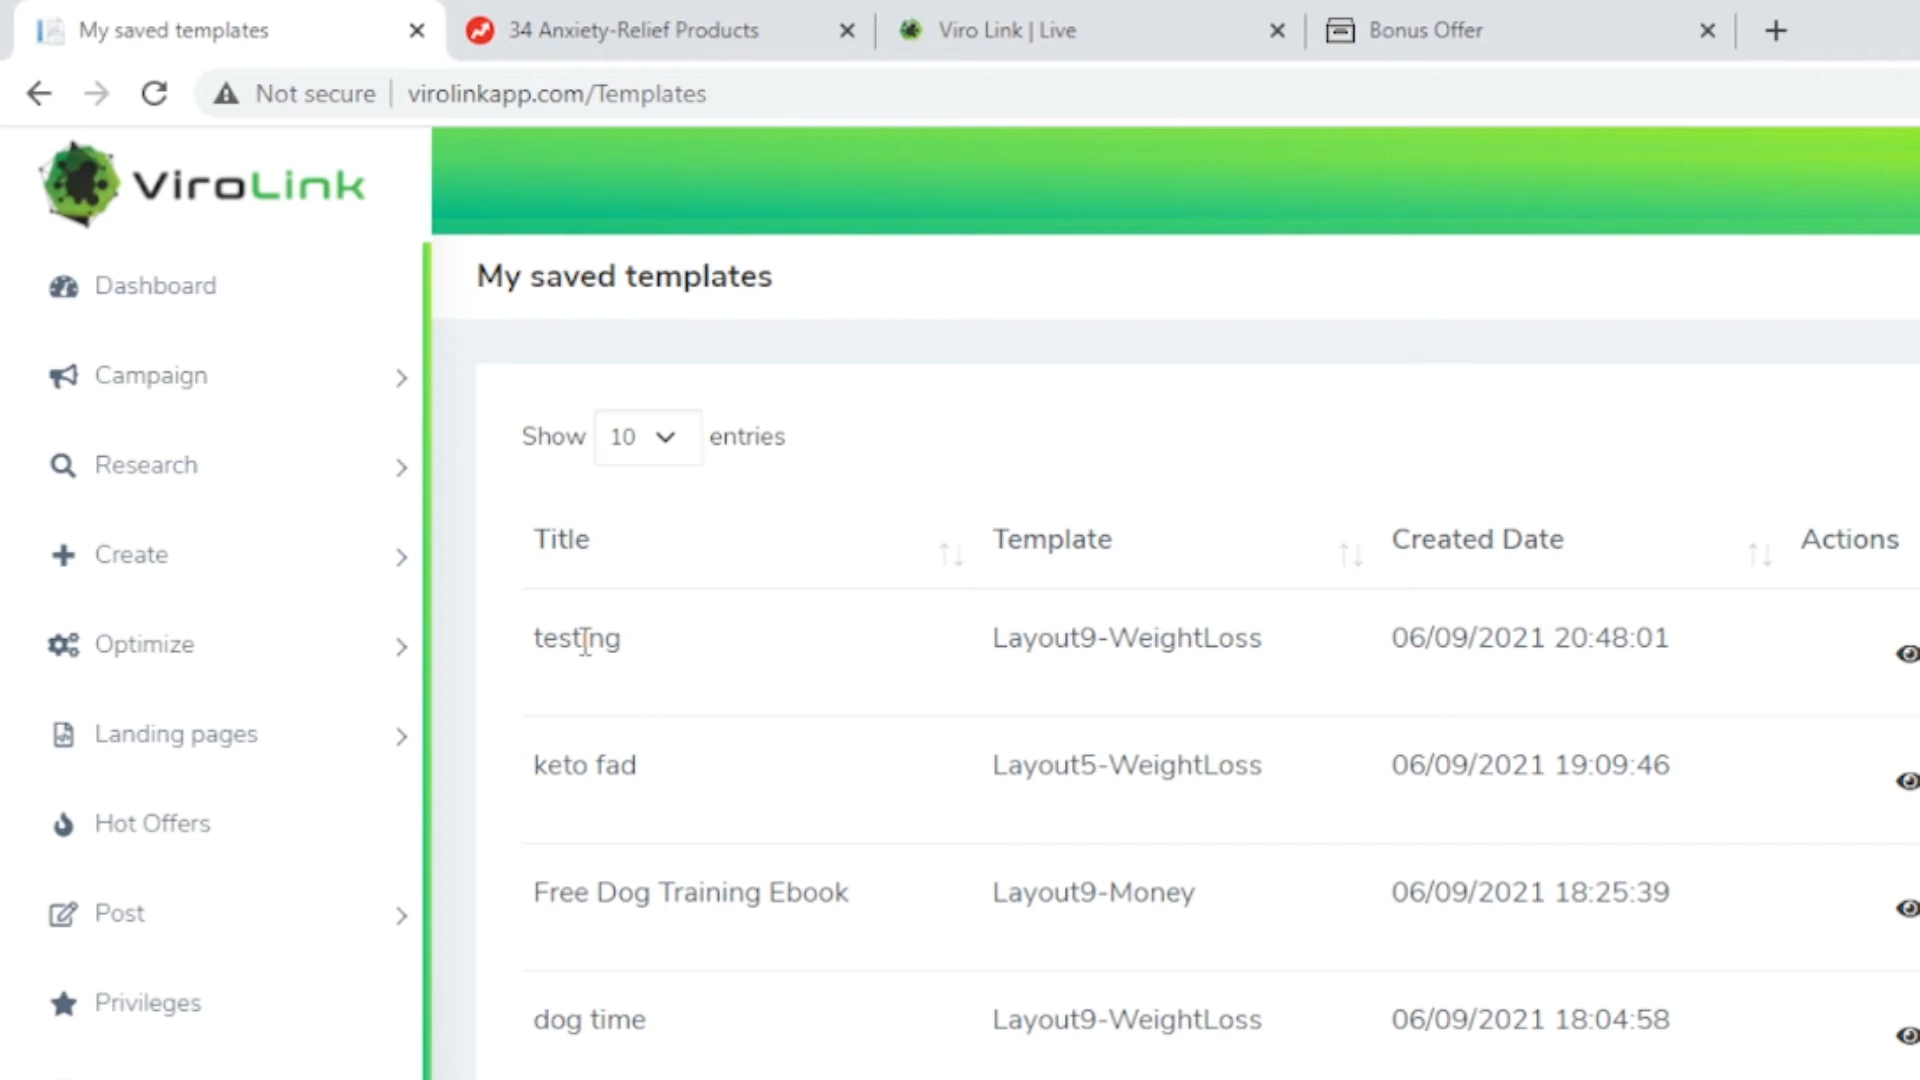 My saved templates
34 Anxiety-Relief Products
Viro Link | Live
Bonus Offer
Not secure
virolinkapp.com/Templates
ViroLink
Dashboard
Campaign
Research
Create
Optimize
Landing pages
Hot Offers
Post
Privileges
My saved templates
Show 10 entries
Title Template Created Date Actions
testing Layout9-WeightLoss 06/09/2021 20:48:01
keto fad Layout5-WeightLoss 06/09/2021 19:09:46
Free Dog Training Ebook Layout9-Money 06/09/2021 18:25:39
dog time Layout9-WeightLoss 06/09/2021 18:04:58